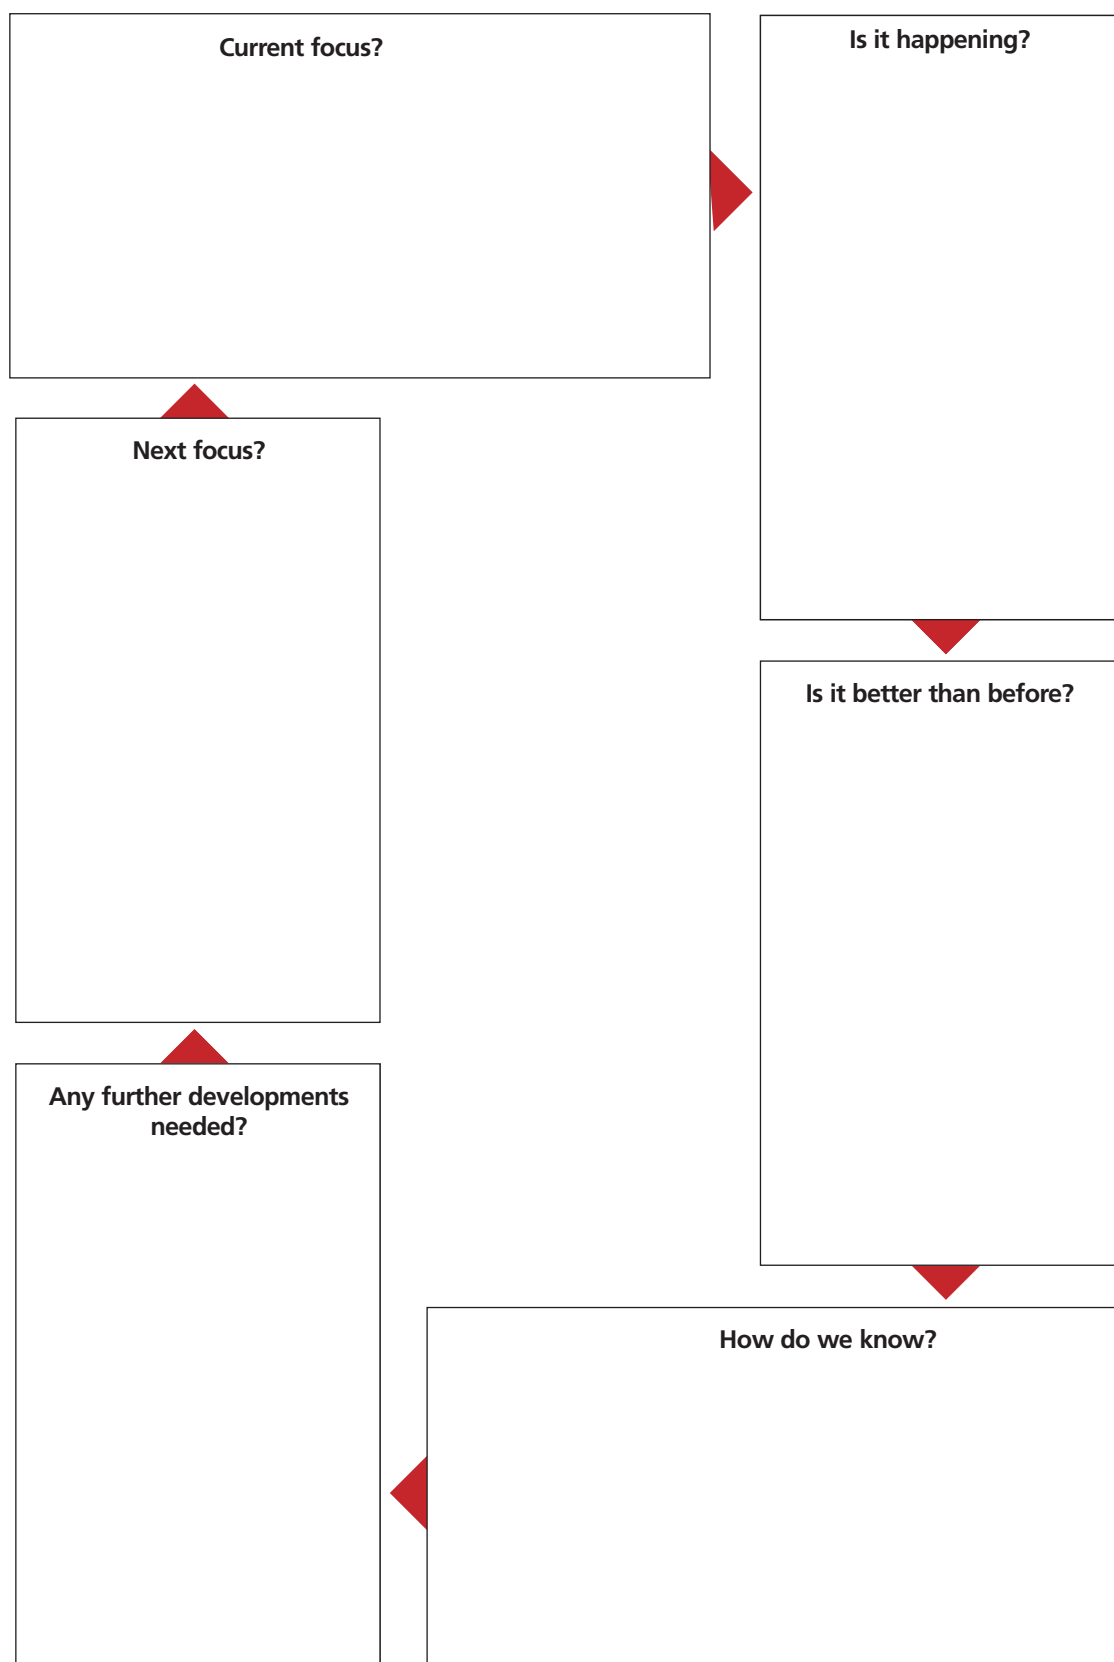 Current focus?
Is it happening?
Next focus?
Is it better than before?
Any further developments
needed?
How do we know?